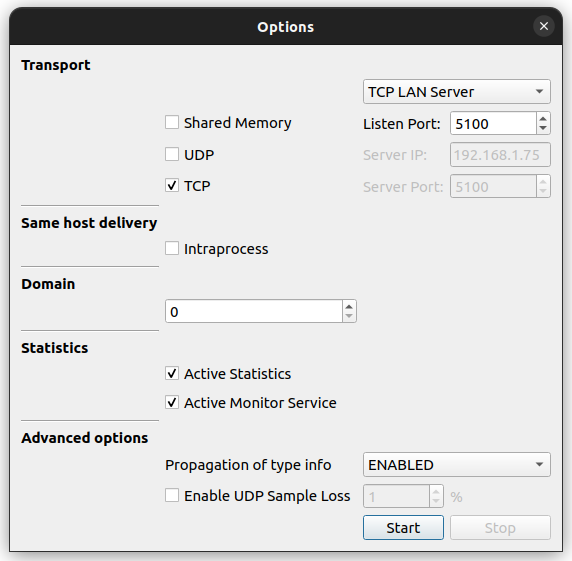 Options
Transport
TCP LAN Server
Shared Memory
Listen Port: 5100
UDP
Server IP: 192.168.1.75
TCP
Server Port: 5100
Same host delivery
Intraprocess
Domain
0
Statistics
Active Statistics
Active Monitor Service
Advanced options
Propagation of type info ENABLED
Enable UDP Sample Loss 1 %
Start Stop